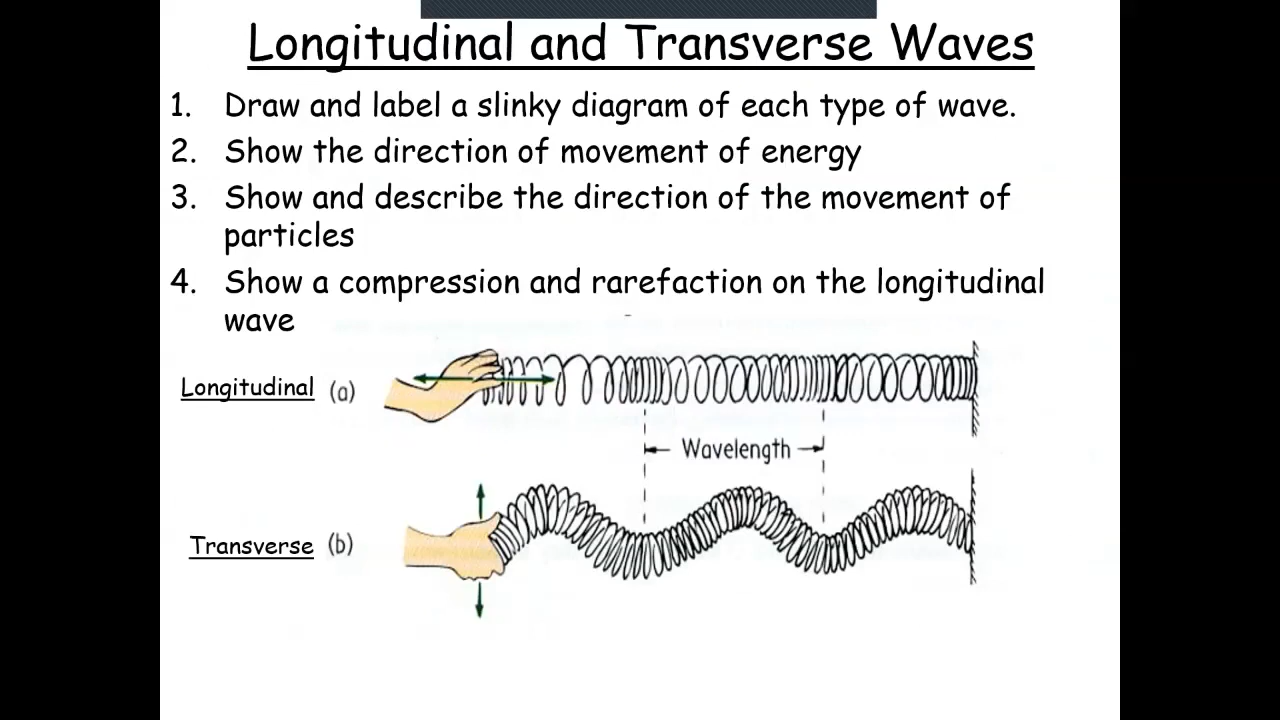 Longitudinal and Transverse Waves
1. Draw and label a slinky diagram of each type of wave.
2. Show the direction of movement of energy
3. Show and describe the direction of the movement of
particles
4. Show a compression and rarefaction on the longitudinal
wave
Longitudinal (a)
Wavelength
Transverse (b)